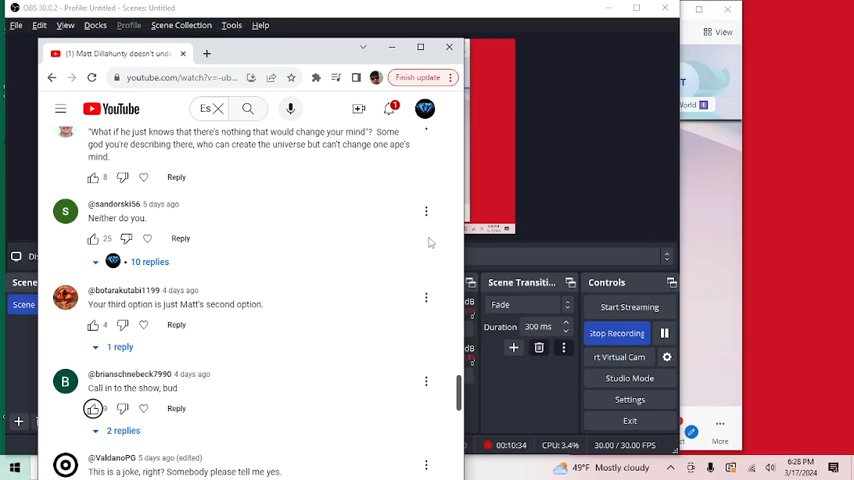 OBS 30.0.2 - Profile: Untitled - Scenes: Untitled
File Edit View Docks Profile Scene Collection Tools Help
View
(1) Matt Dillahunty doesn't und
youtube.com/watch?v=-ub...
Finish update
YouTube
Es
1
World
"What if he just knows that there's nothing that would change your mind"? Some
god you're describing there, who can create the universe but can't change one ape's
mind.
8 Reply
@sandorski56 5 days ago
Neither do you.
25 Reply
10 replies
@botarakutabi1199 4 days ago
Your third option is just Matt's second option.
4 Reply
1 reply
@brianschnebeck7990 4 days ago
Call in to the show, bud
9 Reply
2 replies
@ValdanoPG 5 days ago (edited)
This is a joke, right? Somebody please tell me yes.
Scene
Scene
Scene Transiti...
Fade
Duration 300 ms
dB
dB
Controls
Start Streaming
Stop Recording
rt Virtual Cam
Studio Mode
Settings
Exit
00:10:34 CPU: 3.4% 30.00 / 30.00 FPS
More
49°F Mostly cloudy
6:28 PM
3/17/2024